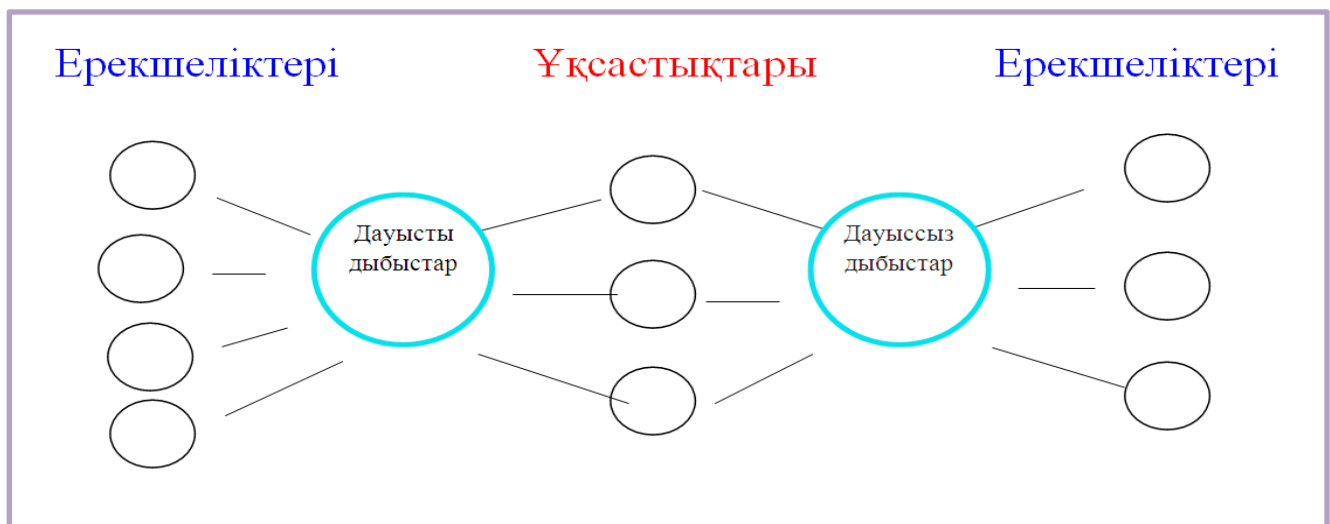 Ерекшеліктері
Ұқсастықтары
Ерекшеліктері
Дауысты
дыбыстар
Дауыссыз
дыбыстар